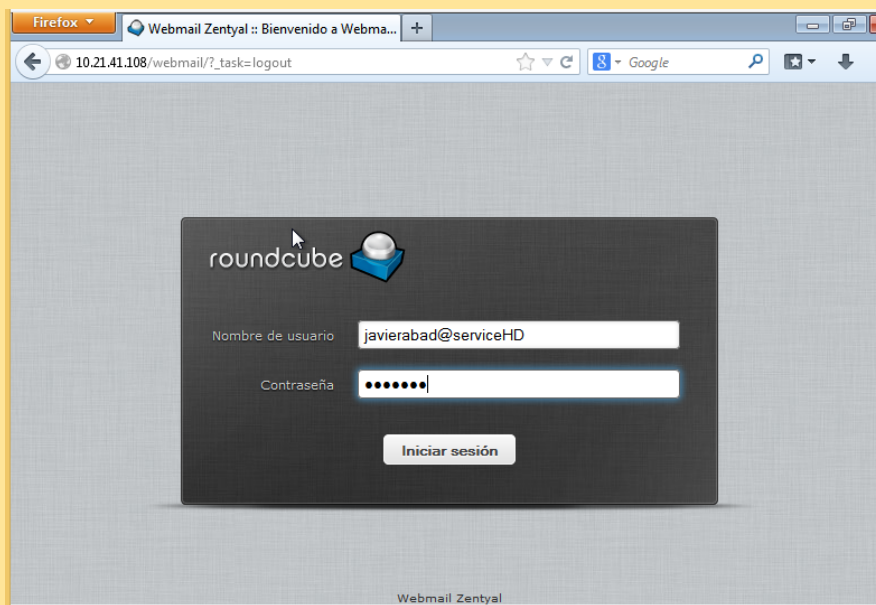 Firefox
Webmail Zentyal :: Bienvenido a Webma... +
10.21.41.108/webmail/?_task=logout
8 Google
roundcube
Nombre de usuario javierabad@serviceHD
Contraseña •••••••
Iniciar sesión
Webmail Zentyal